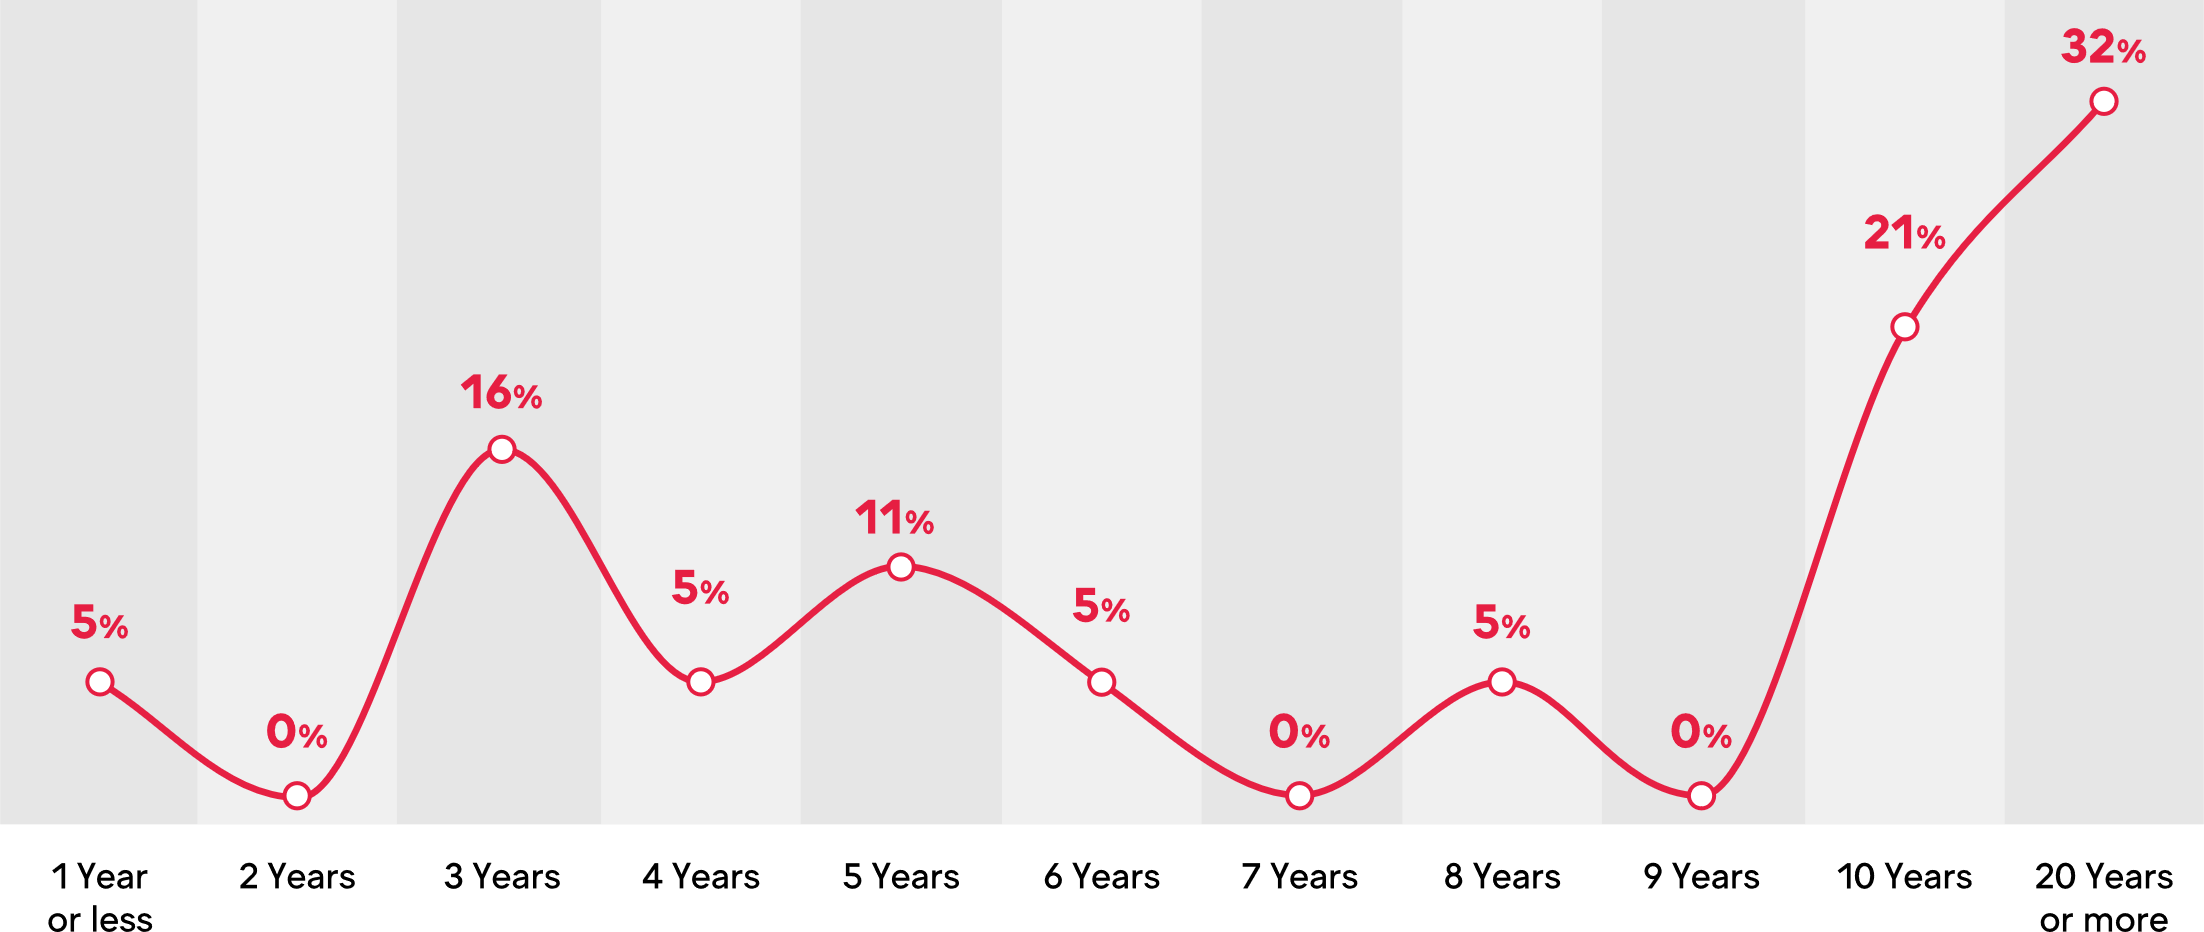 5%
0%
16%
5%
11%
5%
0%
5%
0%
21%
32%
1 Year
or less
2 Years
3 Years
4 Years
5 Years
6 Years
7 Years
8 Years
9 Years
10 Years
20 Years
or more